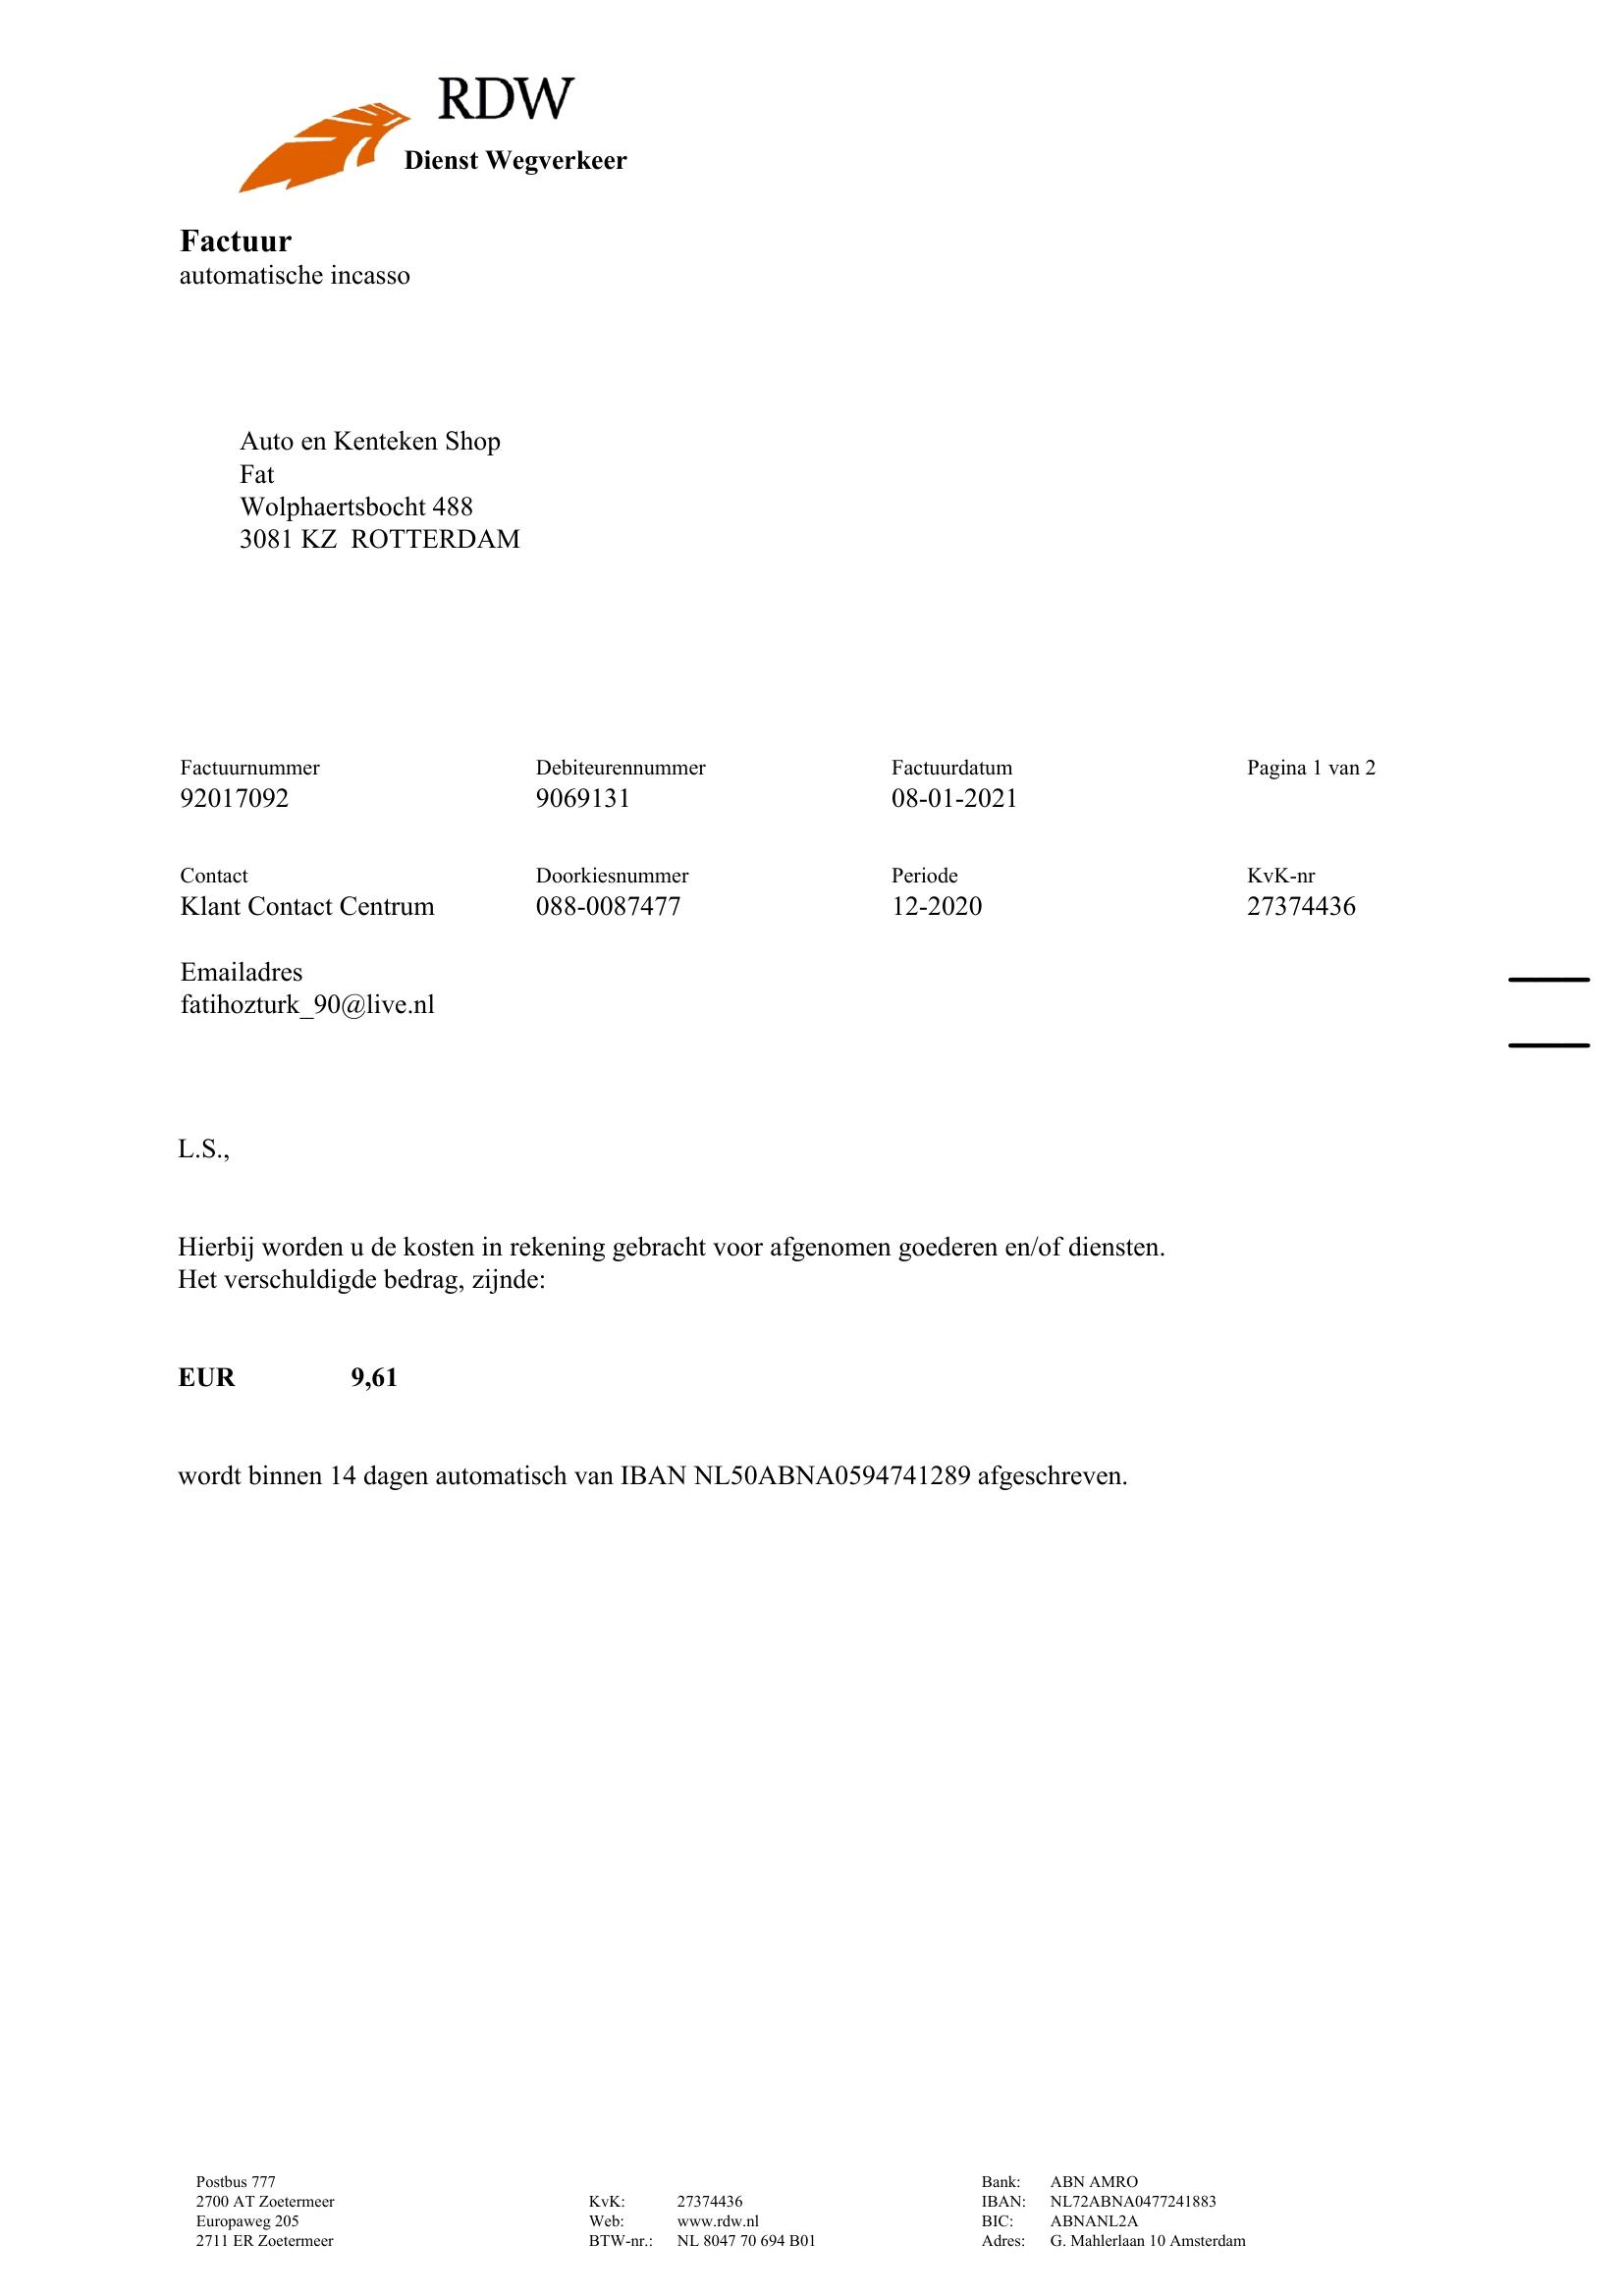 RDW
Dienst Wegverkeer
Factuur
automatische incasso
Auto en Kenteken Shop
Fat
Wolphaertsbocht 488
3081 KZ  ROTTERDAM
Factuurnummer Debiteurennummer Factuurdatum Pagina 1 van 2
92017092 9069131 08-01-2021
Contact Doorkiesnummer Periode KvK-nr
Klant Contact Centrum 088-0087477 12-2020 27374436
Emailadres
fatihozturk_90@live.nl
L.S.,
Hierbij worden u de kosten in rekening gebracht voor afgenomen goederen en/of diensten.
Het verschuldigde bedrag, zijnde:
EUR 9,61
wordt binnen 14 dagen automatisch van IBAN NL50ABNA0594741289 afgeschreven.
Postbus 777 Bank: ABN AMRO
2700 AT Zoetermeer KvK: 27374436 IBAN: NL72ABNA0477241883
Europaweg 205 Web: www.rdw.nl BIC: ABNANL2A
2711 ER Zoetermeer BTW-nr.: NL 8047 70 694 B01 Adres: G. Mahlerlaan 10 Amsterdam